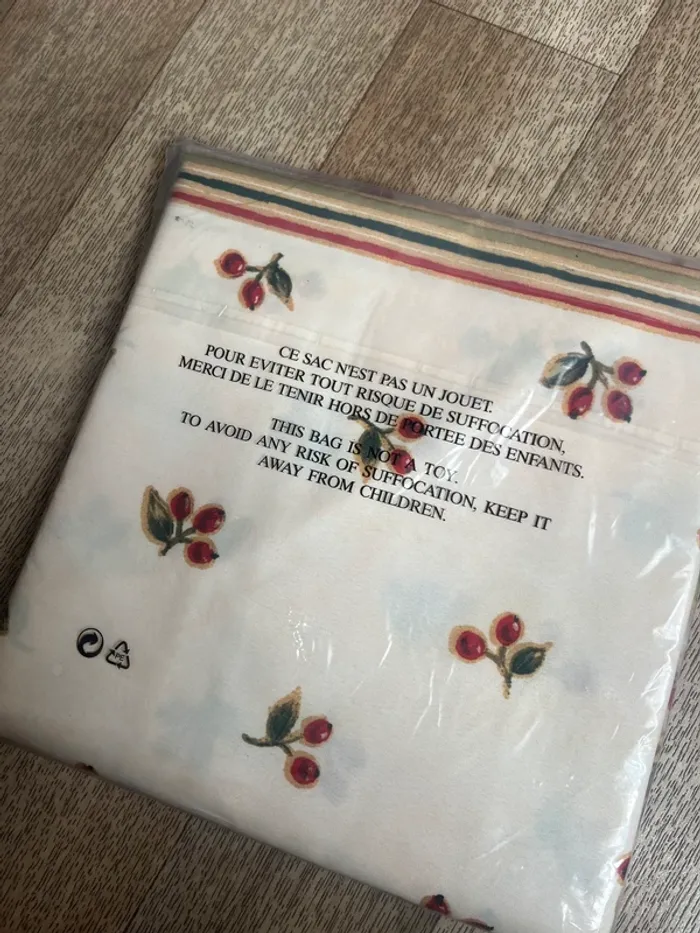 CE SAC N'EST PAS UN JOUET.
POUR EVITER TOUT RISQUE DE SUFFOCATION,
MERCI DE LE TENIR HORS DE PORTEE DES ENFANTS.
THIS BAG IS NOT A TOY.
TO AVOID ANY RISK OF SUFFOCATION, KEEP IT
AWAY FROM CHILDREN.
PE